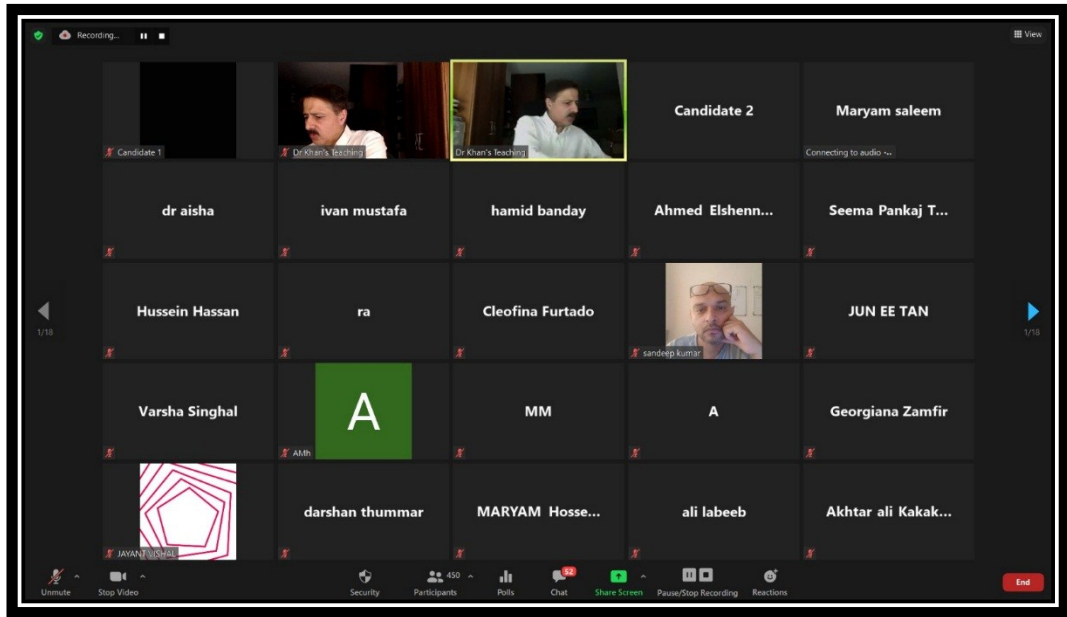 Recording...
View
Candidate 1
Dr Khan's Teaching
Dr Khan's Teaching
Candidate 2
Maryam saleem
Connecting to audio ...
dr aisha
ivan mustafa
hamid banday
Ahmed Elshenn...
Seema Pankaj T...
Hussein Hassan
ra
Cleofina Furtado
sandeep kumar
JUN EE TAN
1/18
1/18
Varsha Singhal
A
AMh
MM
A
Georgiana Zamfir
JAYANT VISHAL
darshan thummar
MARYAM Hosse...
ali labeeb
Akhtar ali Kakak...
Unmute
Stop Video
Security
450
Participants
Polls
52
Chat
Share Screen
Pause/Stop Recording
Reactions
End